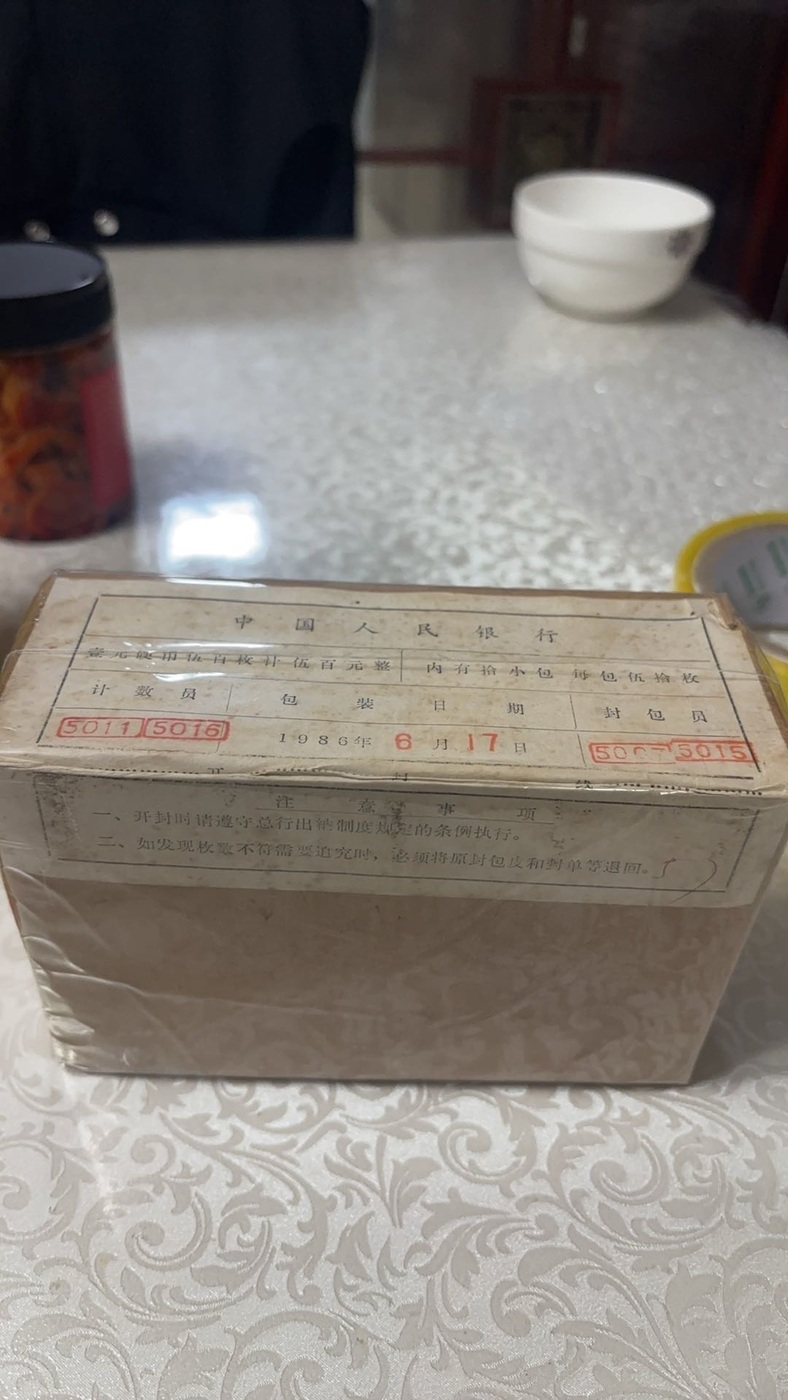 中国人民银行
壹元硬币伍百枚计伍百元整 内有拾小包 每包伍拾枚
计数员 包装日期 封包员
5011 5016 1986年6月17日 5015
开封线
注意事项
一、开封时请遵守总行出纳制度规定的条例执行。
二、如发现枚数不符需要追究时，必须将原封包皮和封单等退回。